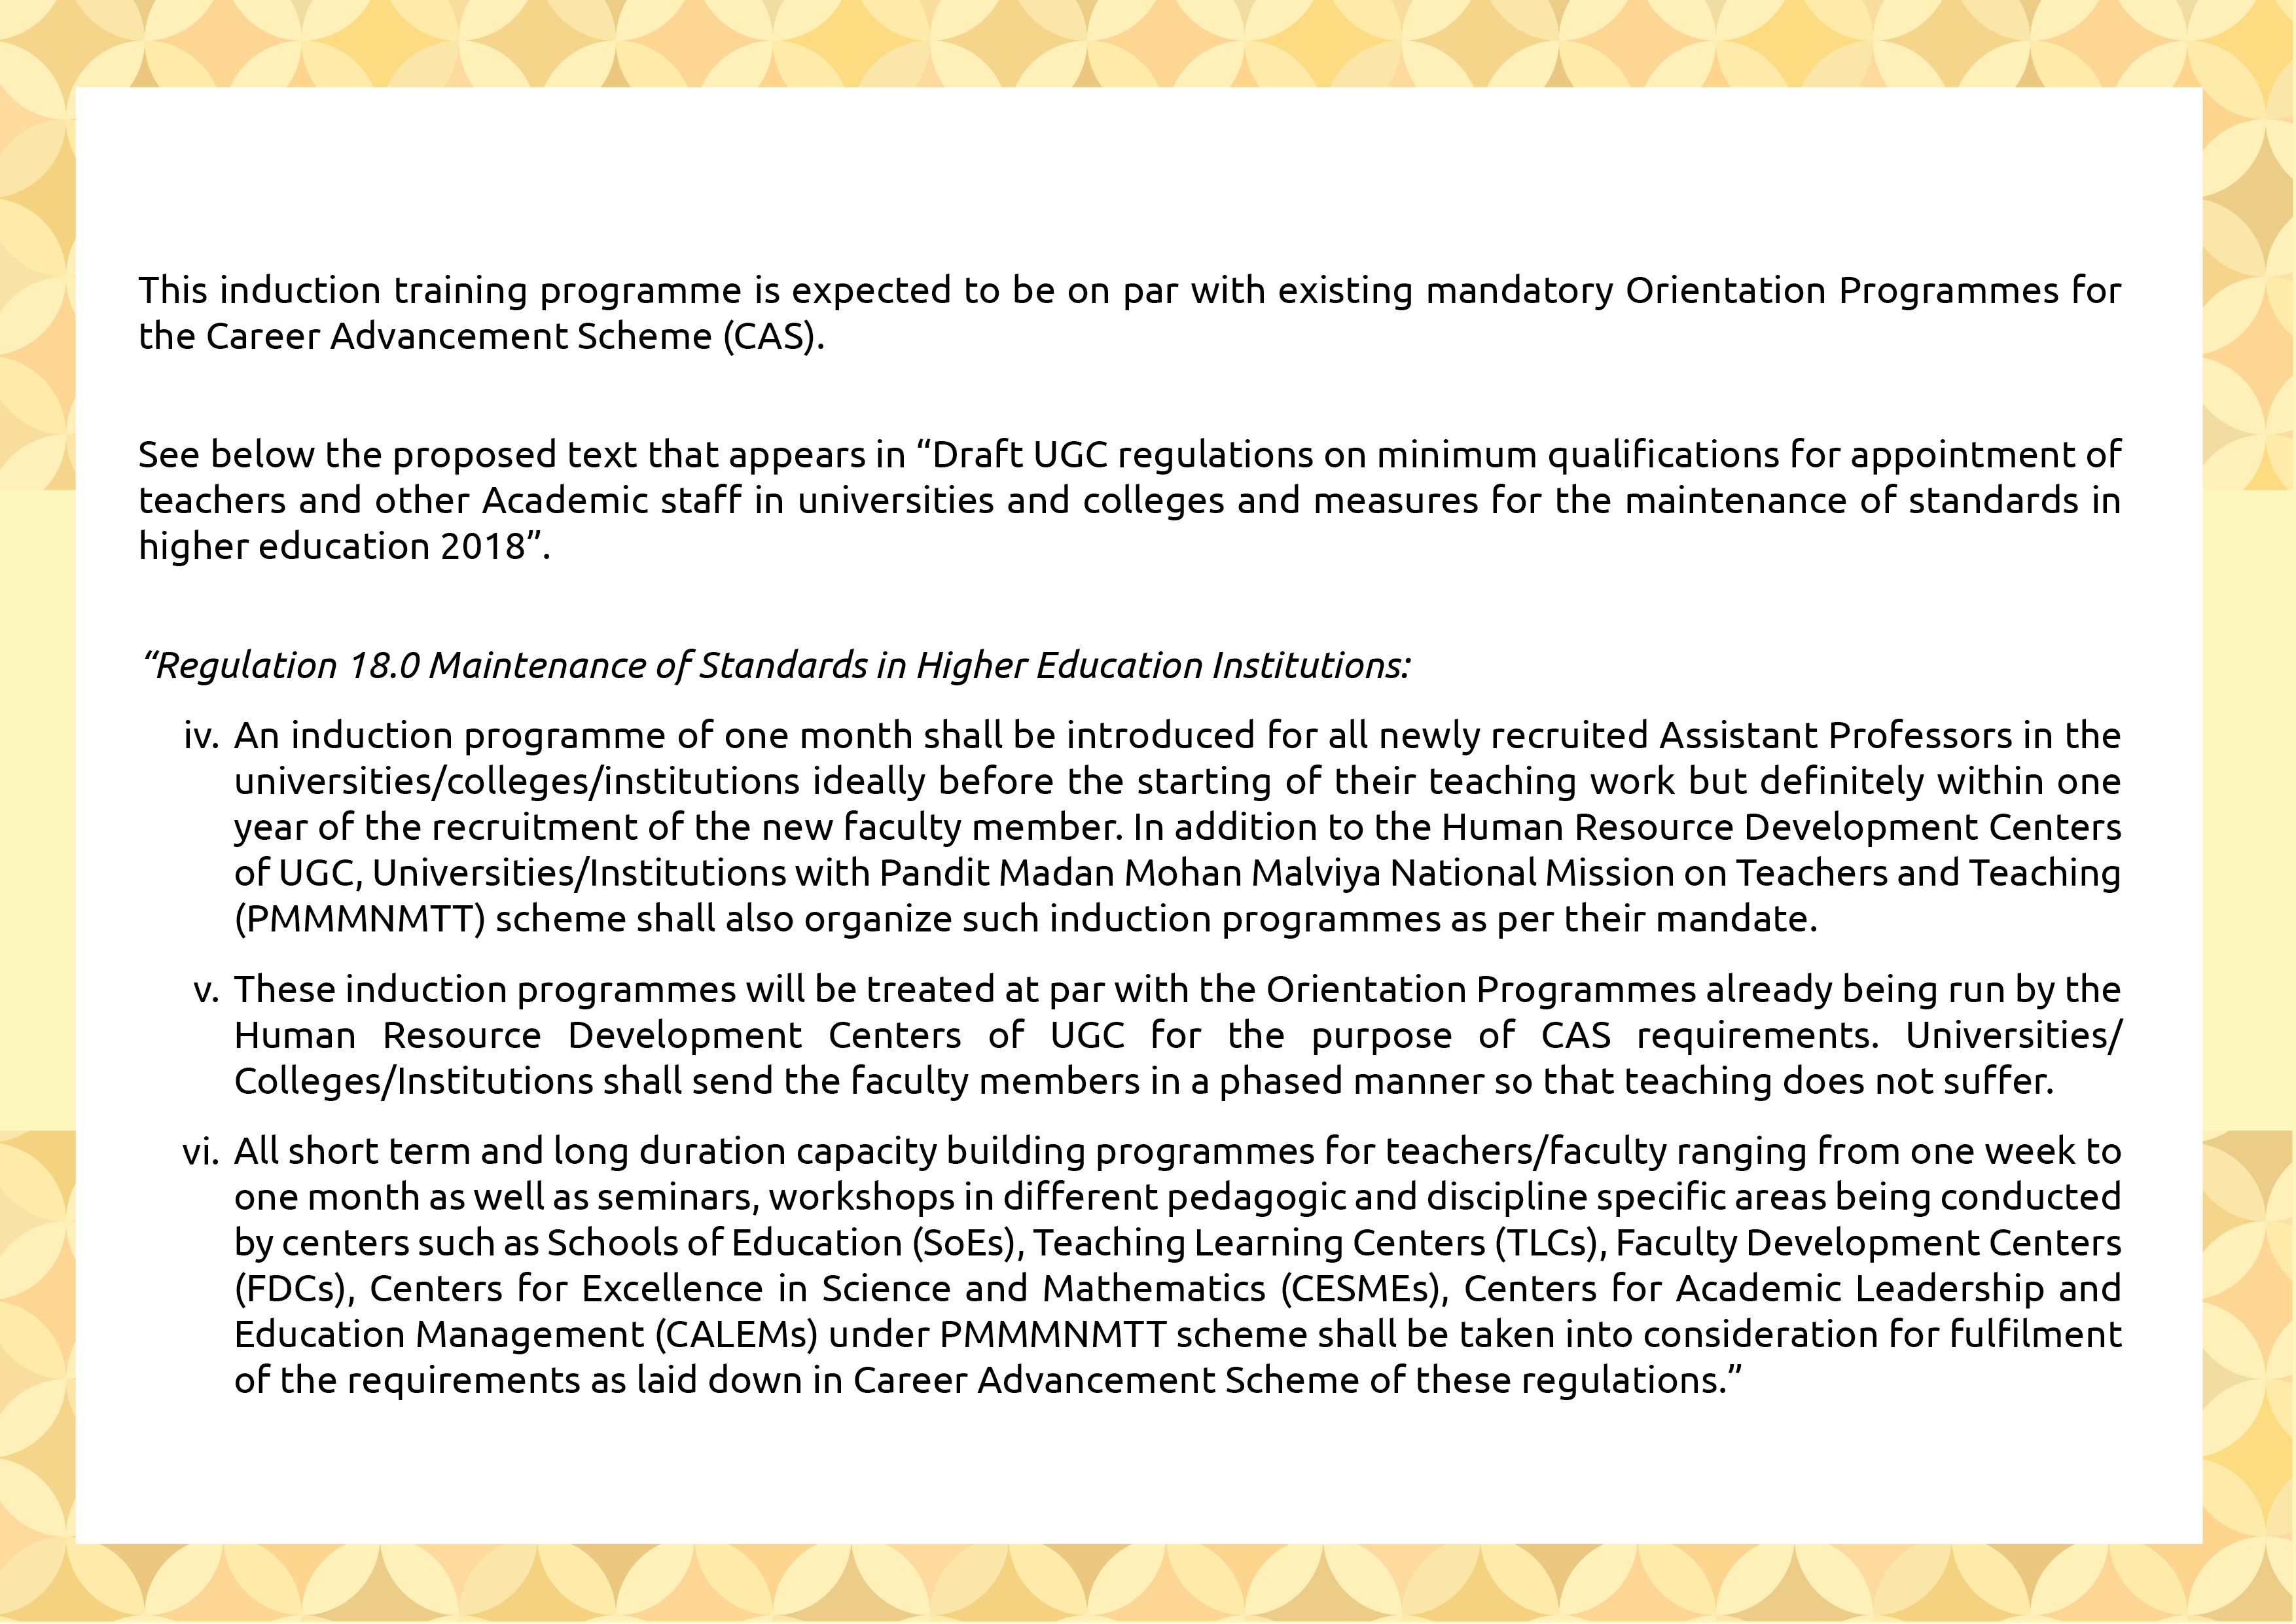 This induction training programme is expected to be on par with existing mandatory Orientation Programmes for
the Career Advancement Scheme (CAS).
See below the proposed text that appears in “Draft UGC regulations on minimum qualifications for appointment of
teachers and other Academic staff in universities and colleges and measures for the maintenance of standards in
higher education 2018”.
“Regulation 18.0 Maintenance of Standards in Higher Education Institutions:
iv. An induction programme of one month shall be introduced for all newly recruited Assistant Professors in the
universities/colleges/institutions ideally before the starting of their teaching work but definitely within one
year of the recruitment of the new faculty member. In addition to the Human Resource Development Centers
of UGC, Universities/Institutions with Pandit Madan Mohan Malviya National Mission on Teachers and Teaching
(PMMMNMTT) scheme shall also organize such induction programmes as per their mandate.
v. These induction programmes will be treated at par with the Orientation Programmes already being run by the
Human Resource Development Centers of UGC for the purpose of CAS requirements. Universities/
Colleges/Institutions shall send the faculty members in a phased manner so that teaching does not suffer.
vi. All short term and long duration capacity building programmes for teachers/faculty ranging from one week to
one month as well as seminars, workshops in different pedagogic and discipline specific areas being conducted
by centers such as Schools of Education (SoEs), Teaching Learning Centers (TLCs), Faculty Development Centers
(FDCs), Centers for Excellence in Science and Mathematics (CESMEs), Centers for Academic Leadership and
Education Management (CALEMs) under PMMMNMTT scheme shall be taken into consideration for fulfilment
of the requirements as laid down in Career Advancement Scheme of these regulations.”